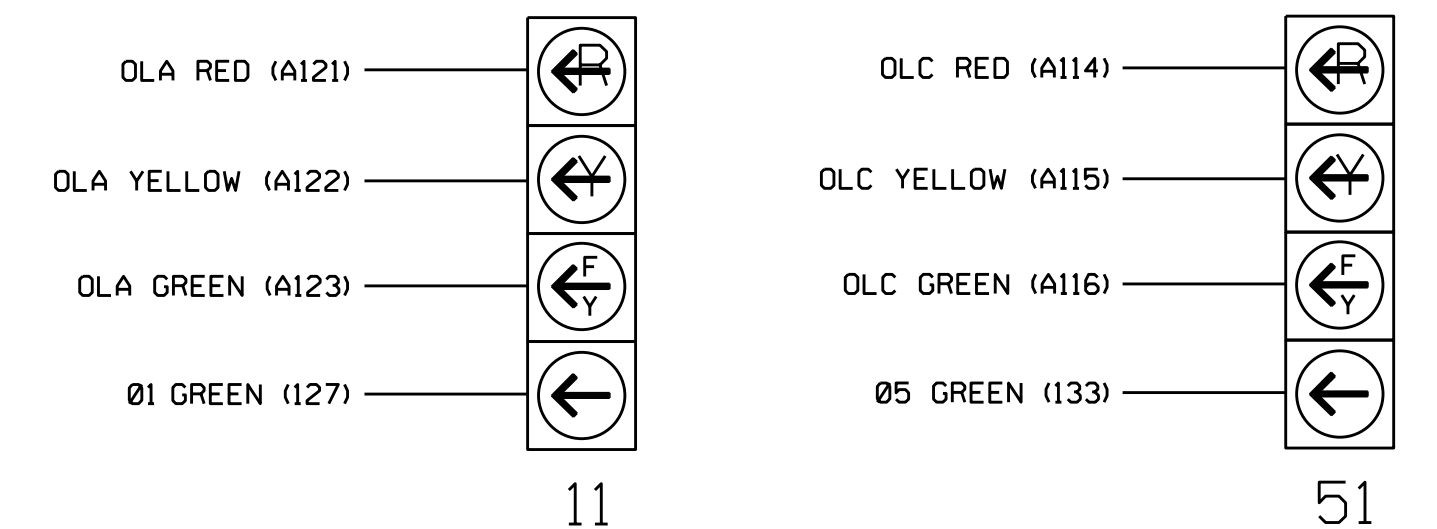 OLA RED (A121)
R
OLA YELLOW (A122)
Y
OLA GREEN (A123)
F
Y
Ø1 GREEN (127)
11
OLC RED (A114)
R
OLC YELLOW (A115)
Y
OLC GREEN (A116)
F
Y
Ø5 GREEN (133)
51